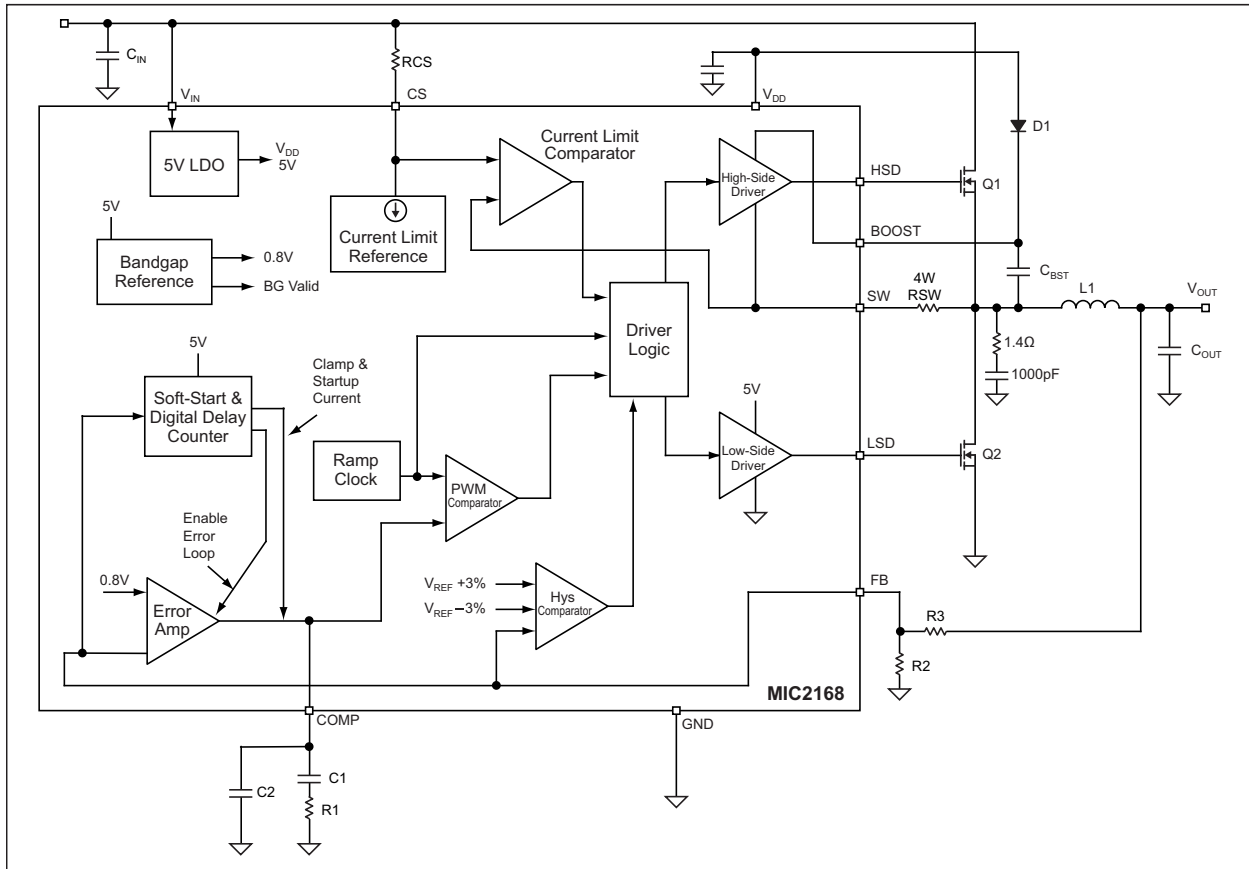 C_IN
RCS
V_IN
CS
V_DD
D1
5V LDO
V_DD
5V
Current Limit
Comparator
High-Side
Driver
HSD
Q1
5V
Current Limit
Reference
BOOST
Bandgap
Reference
0.8V
BG Valid
C_BST
4W
RSW
SW
L1
V_OUT
Driver
Logic
1.4Ω
1000pF
C_OUT
5V
Clamp &
Startup
Current
Soft-Start &
Digital Delay
Counter
5V
Ramp
Clock
PWM
Comparator
Low-Side
Driver
LSD
Q2
Enable
Error
Loop
0.8V
Error
Amp
V_REF +3%
V_REF –3%
Hys
Comparator
FB
R3
R2
MIC2168
COMP
GND
C2
C1
R1